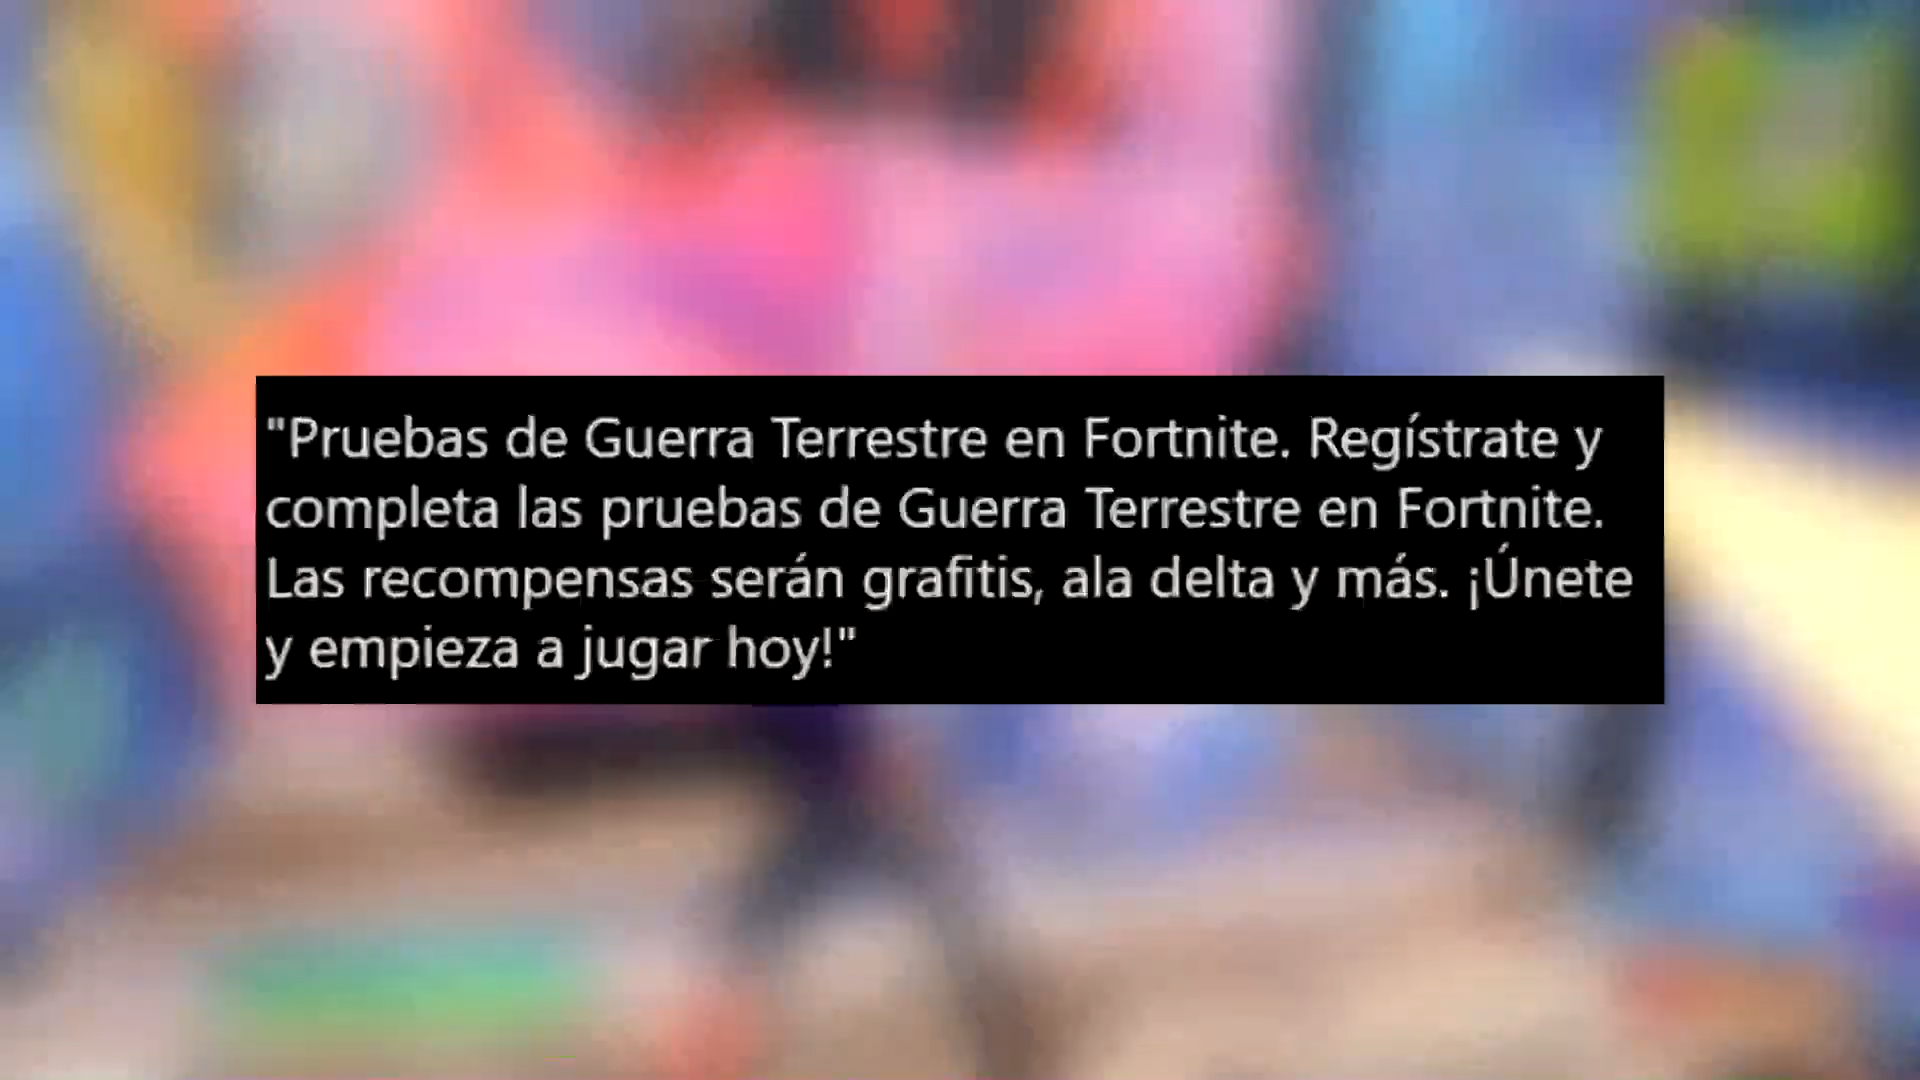 "Pruebas de Guerra Terrestre en Fortnite. Regístrate y
completa las pruebas de Guerra Terrestre en Fortnite.
Las recompensas serán grafitis, ala delta y más. ¡Únete
y empieza a jugar hoy!"